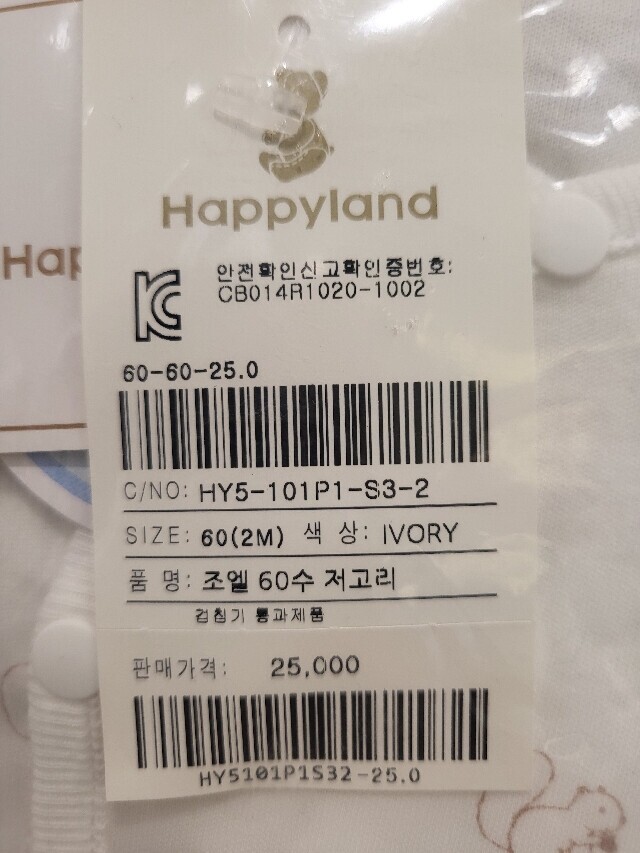 Happyland
Hap
안전확인신고확인증번호:
CB014R1020-1002
60-60-25.0
C/NO: HY5-101P1-S3-2
SIZE: 60(2M) 색 상: IVORY
품 명: 조엘 60수 저고리
검침기 통과제품
판매가격: 25,000
HY5101P1S32-25.0